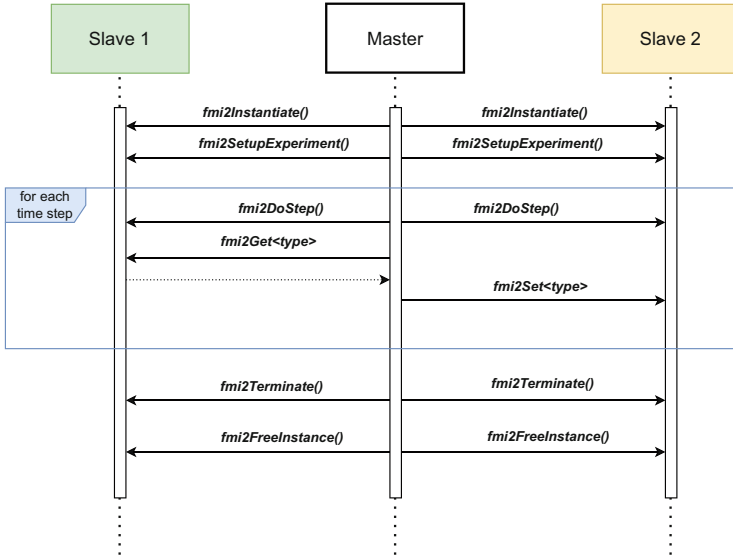 Slave 1 Master Slave 2
fmi2Instantiate() fmi2Instantiate()
fmi2SetupExperiment() fmi2SetupExperiment()
for each
time step
fmi2DoStep() fmi2DoStep()
fmi2Get<type>
fmi2Set<type>
fmi2Terminate() fmi2Terminate()
fmi2FreeInstance() fmi2FreeInstance()